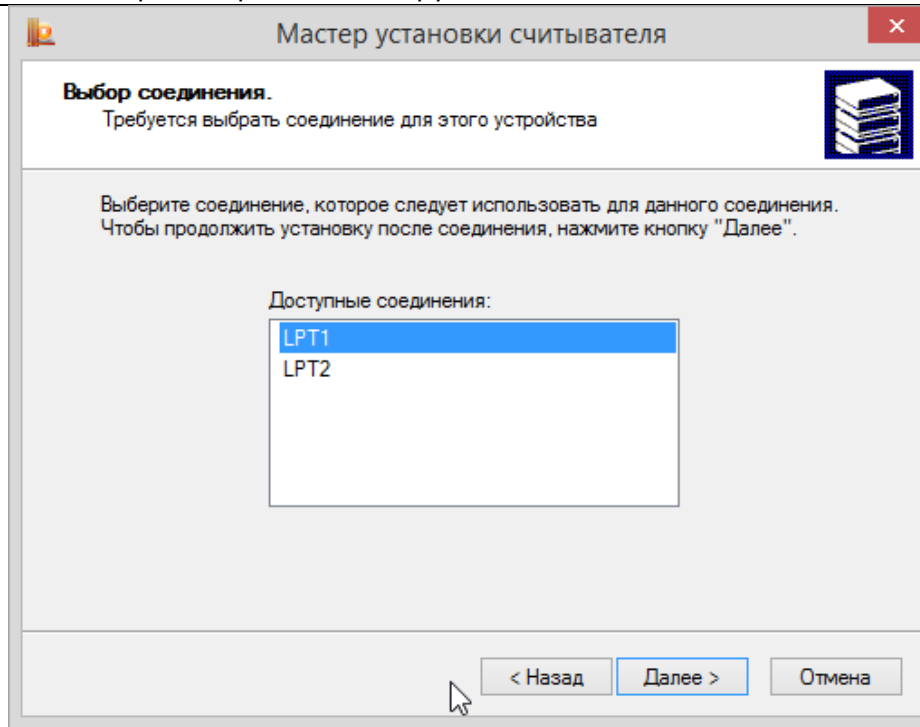 Мастер установки считывателя
Выбор соединения.
Требуется выбрать соединение для этого устройства
Выберите соединение, которое следует использовать для данного соединения.
Чтобы продолжить установку после соединения, нажмите кнопку "Далее".
Доступные соединения:
LPT1
LPT2
< Назад Далее > Отмена